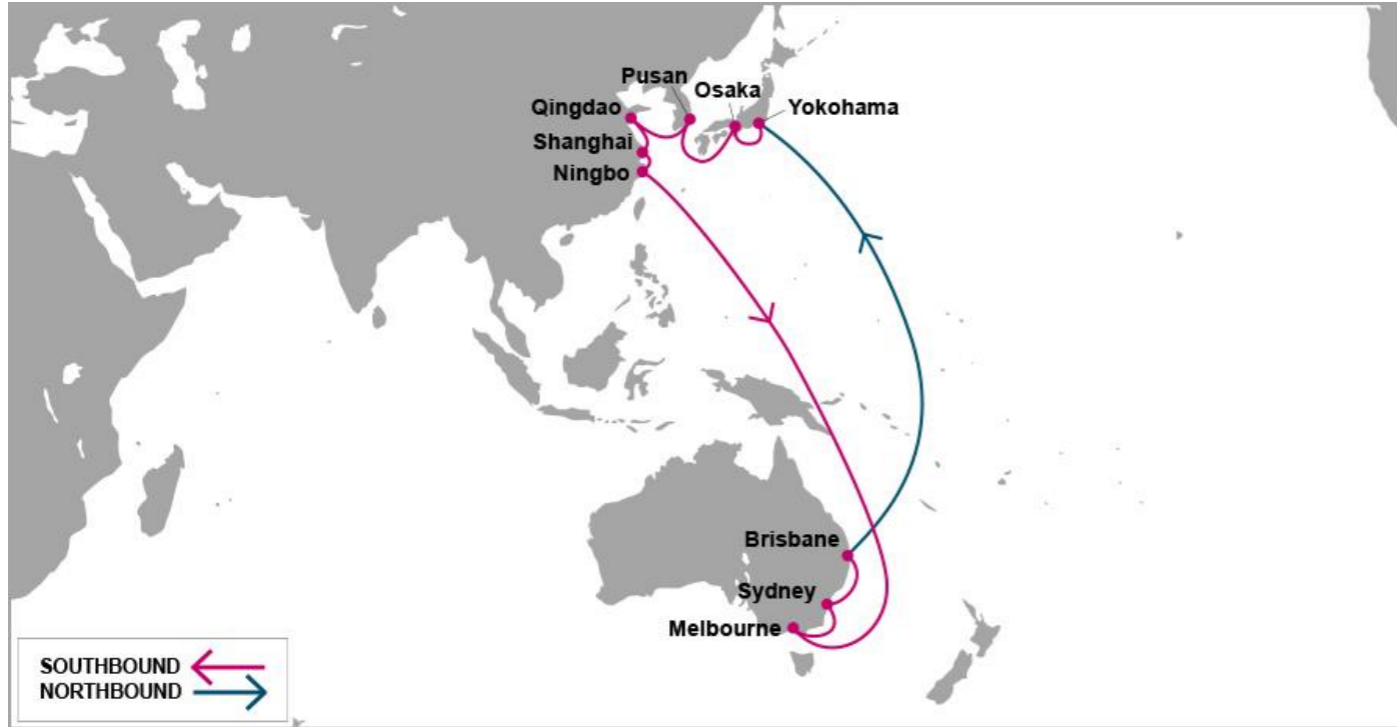 Pusan
Osaka
Qingdao
Yokohama
Shanghai
Ningbo
Brisbane
Sydney
Melbourne
SOUTHBOUND
NORTHBOUND